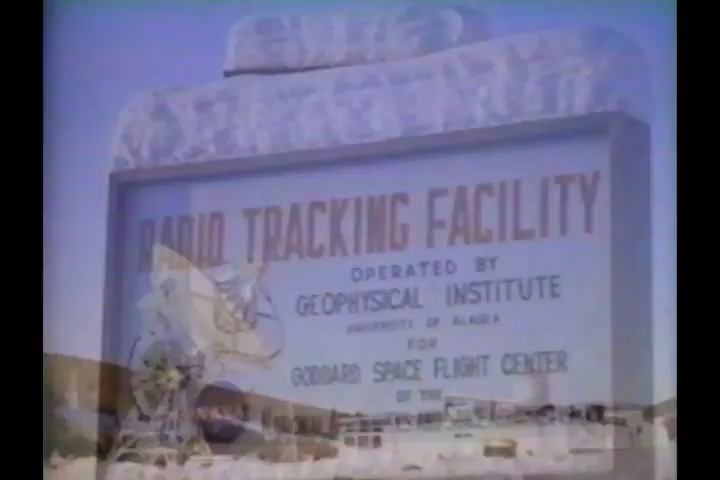 RADIO TRACKING FACILITY
OPERATED BY
GEOPHYSICAL INSTITUTE
UNIVERSITY OF ALASKA
FOR
GODDARD SPACE FLIGHT CENTER
OF THE